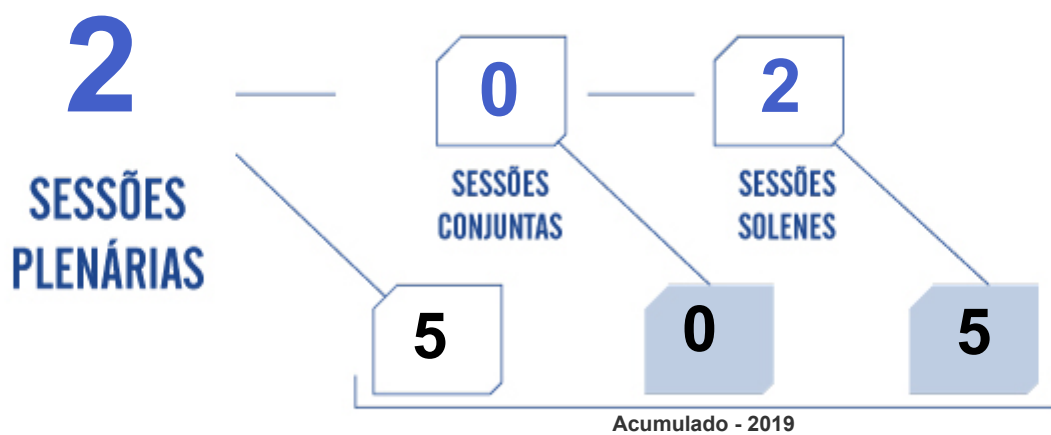 2
SESSÕES
PLENÁRIAS
0
SESSÕES
CONJUNTAS
2
SESSÕES
SOLENES
5
0
5
Acumulado - 2019